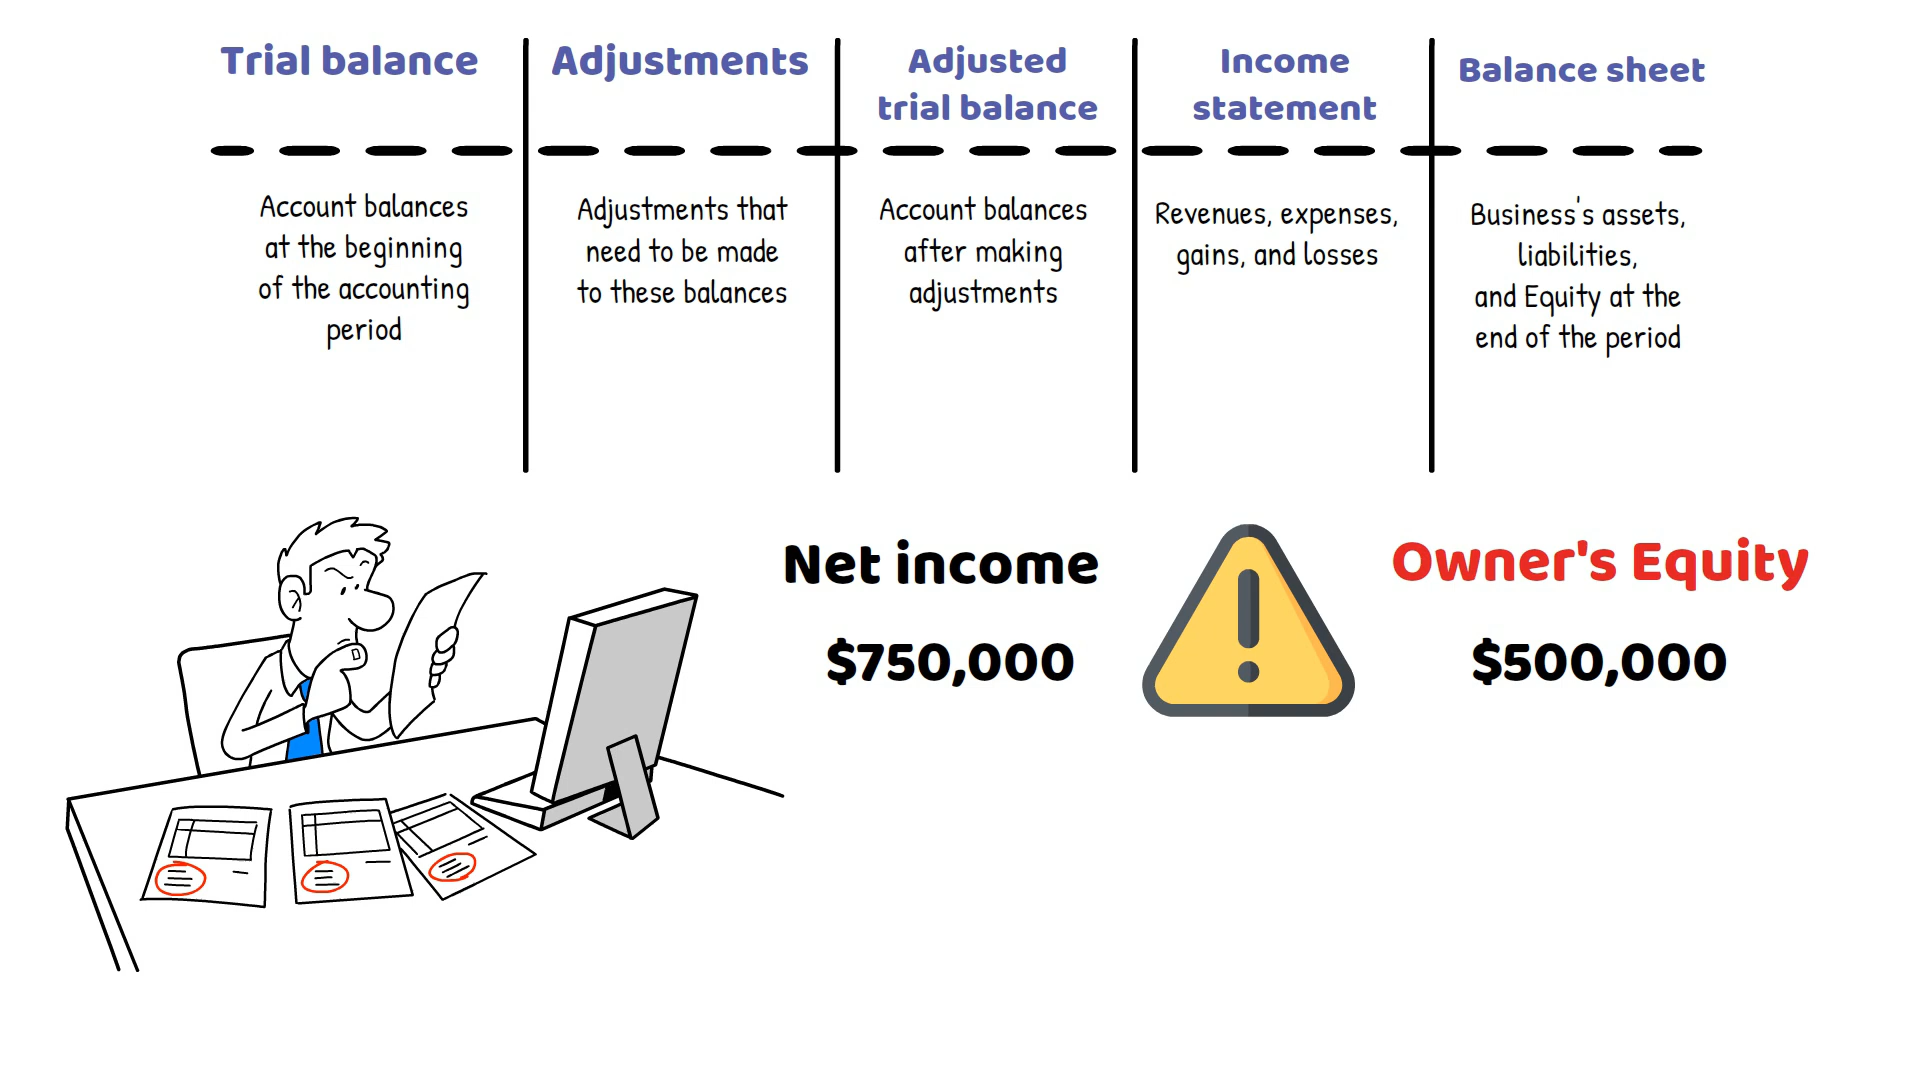 Trial balance
Adjustments
Adjusted
trial balance
Income
statement
Balance sheet
Account balances
at the beginning
of the accounting
period
Adjustments that
need to be made
to these balances
Account balances
after making
adjustments
Revenues, expenses,
gains, and losses
Business's assets,
liabilities,
and Equity at the
end of the period
Net income
$750,000
Owner's Equity
$500,000